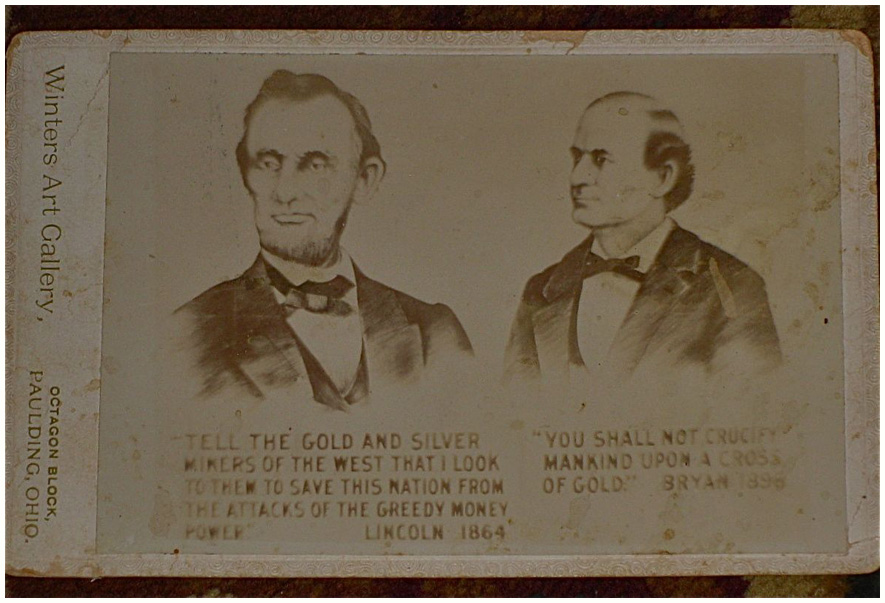 Winters Art Gallery,
OCTAGON BLOCK,
PAULDING, OHIO.
"TELL THE GOLD AND SILVER
MINERS OF THE WEST THAT I LOOK
TO THEM TO SAVE THIS NATION FROM
THE ATTACKS OF THE GREEDY MONEY
POWER" LINCOLN 1864
"YOU SHALL NOT CRUCIFY
MANKIND UPON A CROSS
OF GOLD." BRYAN 1896